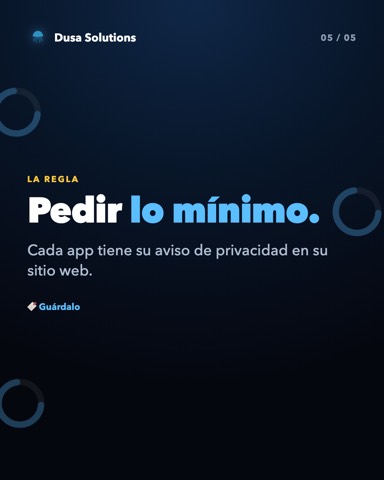 Dusa Solutions
05 / 05
LA REGLA
Pedir lo mínimo.
Cada app tiene su aviso de privacidad en su
sitio web.
Guárdalo